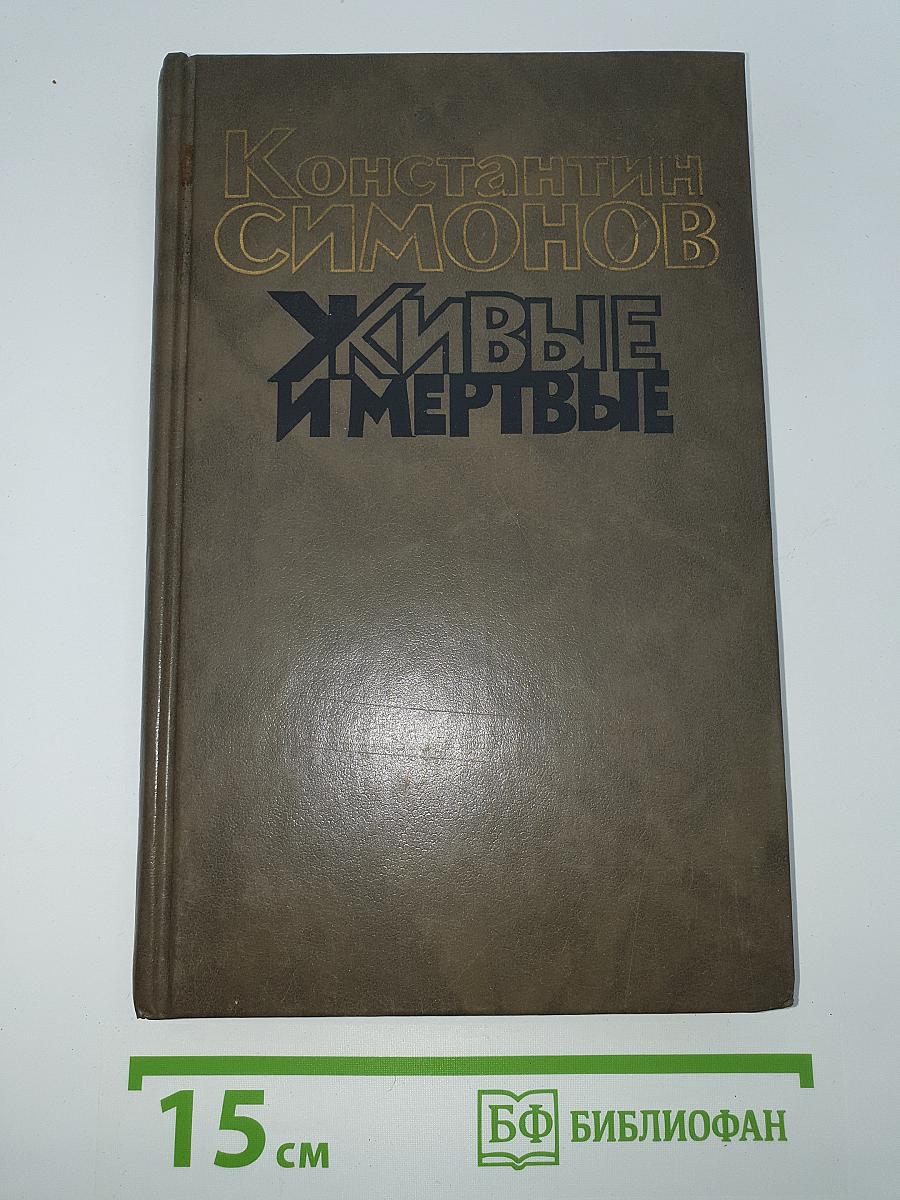 Константин
СИМОНОВ
ЖИВЫЕ
И МЕРТВЫЕ
15 см
БФ БИБЛИОФАН